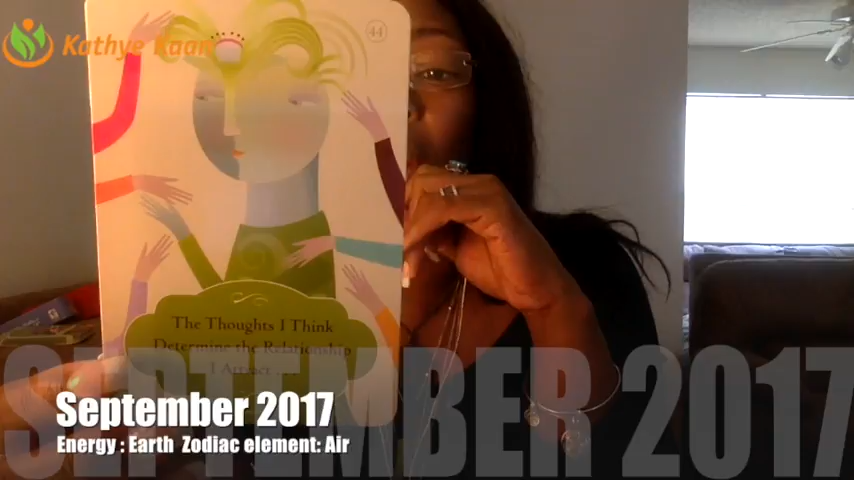 Kathye Kaan
44
The Thoughts I Think
Determine the Relationship
I Attract ...
SEPTEMBER 2017
September 2017
Energy : Earth Zodiac element: Air